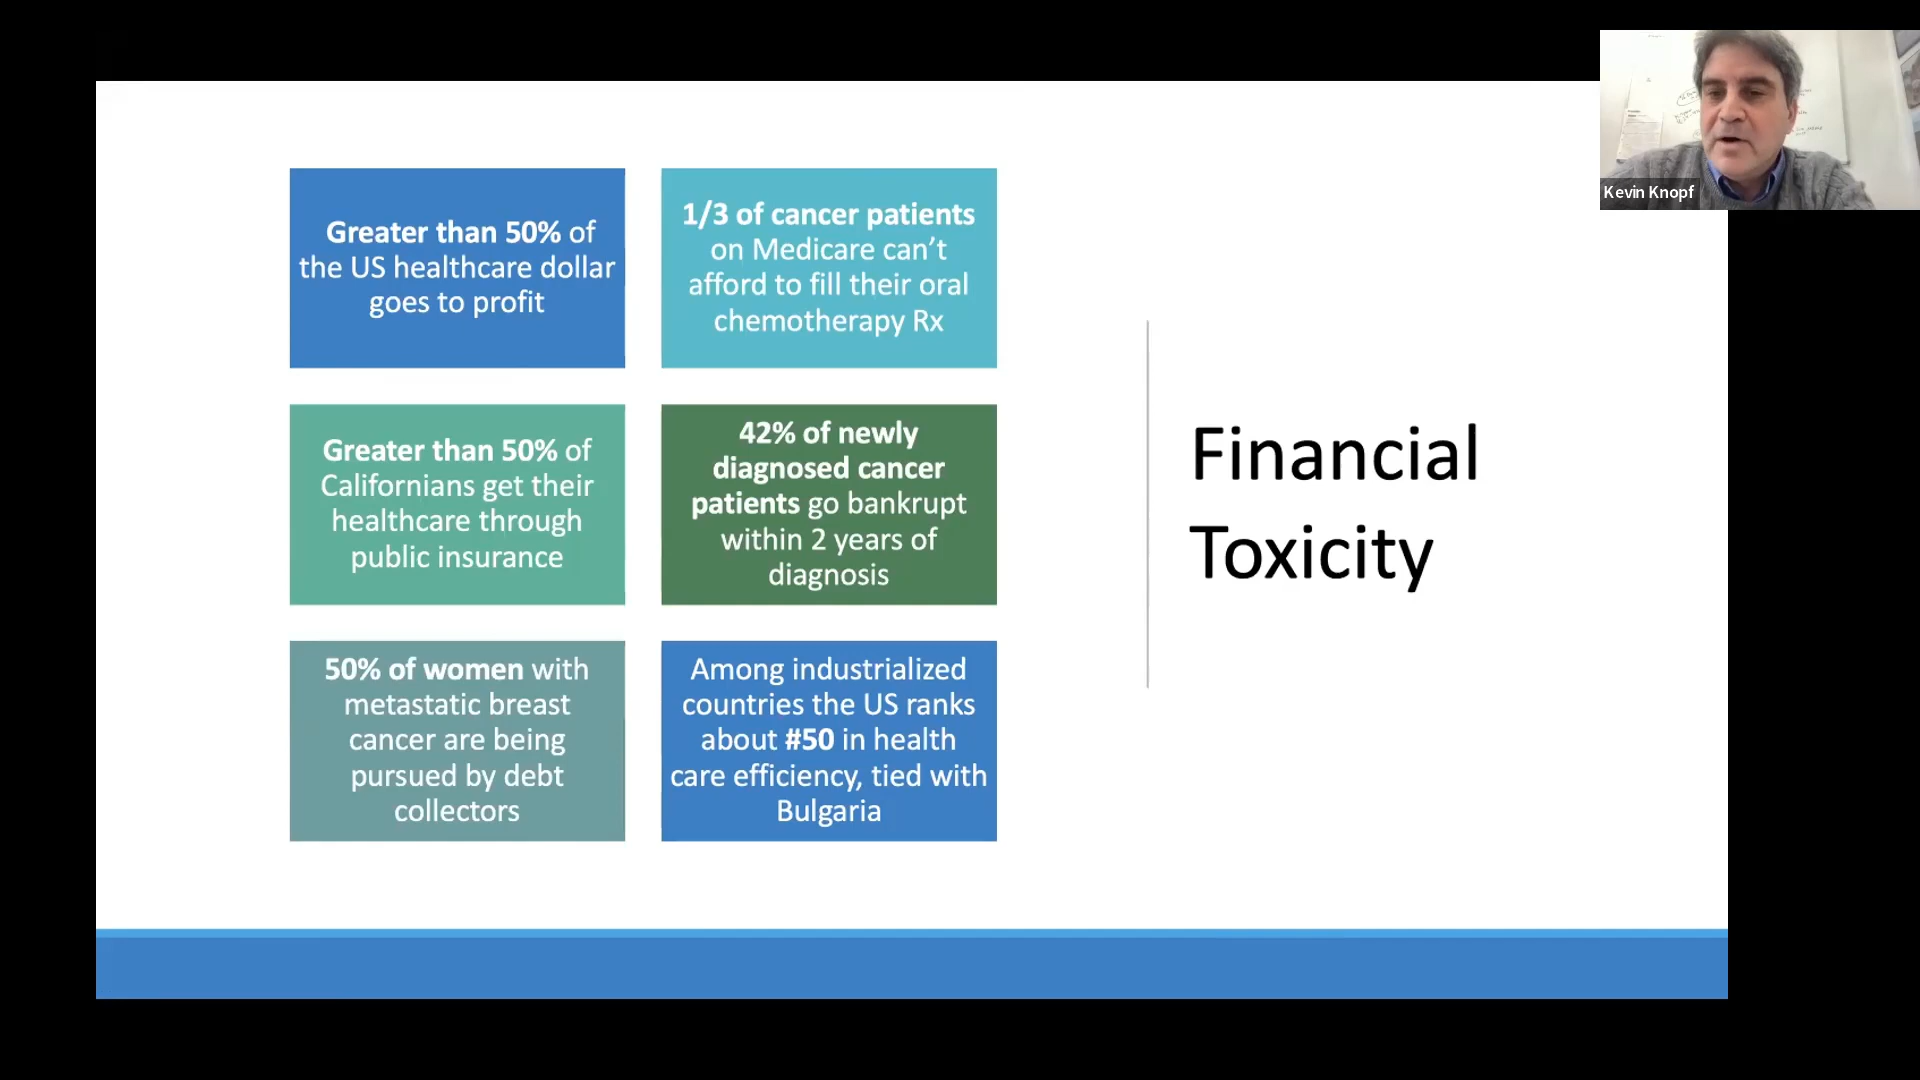 Greater than 50% of
the US healthcare dollar
goes to profit
1/3 of cancer patients
on Medicare can’t
afford to fill their oral
chemotherapy Rx
Greater than 50% of
Californians get their
healthcare through
public insurance
42% of newly
diagnosed cancer
patients go bankrupt
within 2 years of
diagnosis
50% of women with
metastatic breast
cancer are being
pursued by debt
collectors
Among industrialized
countries the US ranks
about #50 in health
care efficiency, tied with
Bulgaria
Financial
Toxicity
Kevin Knopf